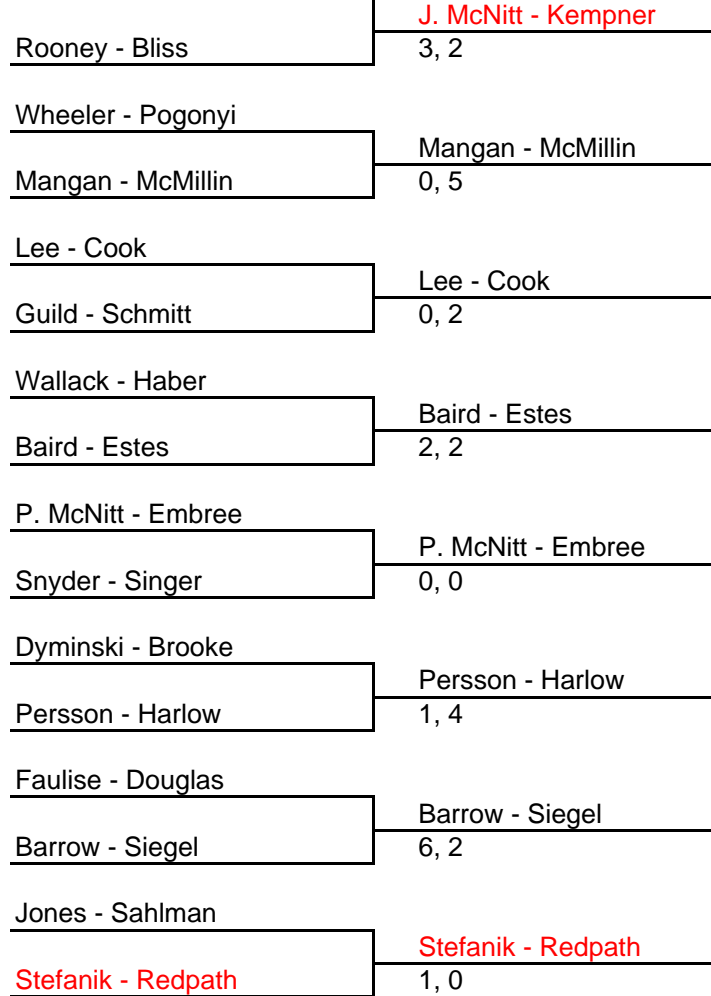 J. McNitt - Kempner
Rooney - Bliss
3, 2
Wheeler - Pogonyi
Mangan - McMillin
Mangan - McMillin
0, 5
Lee - Cook
Lee - Cook
Guild - Schmitt
0, 2
Wallack - Haber
Baird - Estes
Baird - Estes
2, 2
P. McNitt - Embree
P. McNitt - Embree
Snyder - Singer
0, 0
Dyminski - Brooke
Persson - Harlow
Persson - Harlow
1, 4
Faulise - Douglas
Barrow - Siegel
Barrow - Siegel
6, 2
Jones - Sahlman
Stefanik - Redpath
Stefanik - Redpath
1, 0